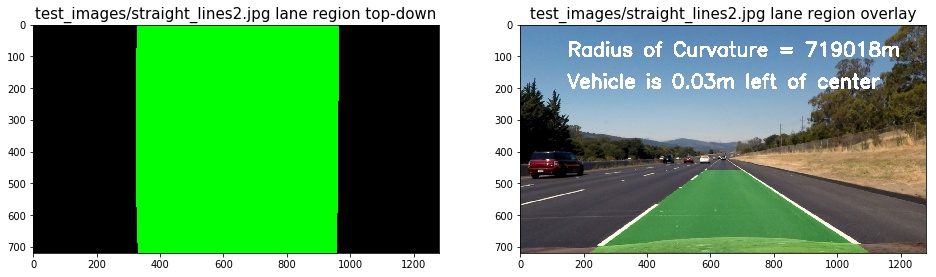 test_images/straight_lines2.jpg lane region top-down
0
100
200
300
400
500
600
700
0 200 400 600 800 1000 1200
test_images/straight_lines2.jpg lane region overlay
Radius of Curvature = 719018m
Vehicle is 0.03m left of center
0
100
200
300
400
500
600
700
0 200 400 600 800 1000 1200